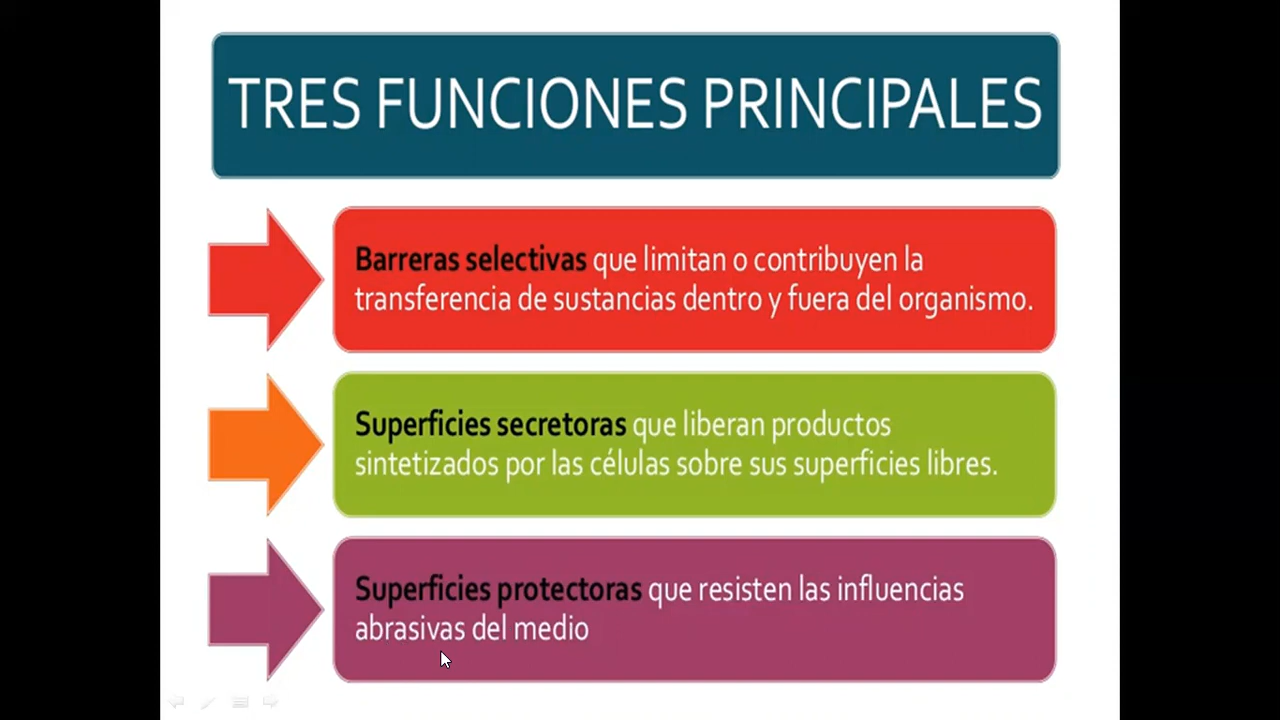 TRES FUNCIONES PRINCIPALES
Barreras selectivas que limitan o contribuyen la
transferencia de sustancias dentro y fuera del organismo.
Superficies secretoras que liberan productos
sintetizados por las células sobre sus superficies libres.
Superficies protectoras que resisten las influencias
abrasivas del medio